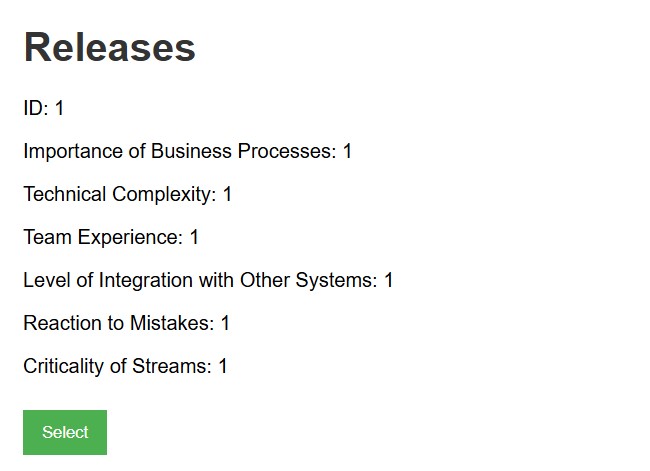 Releases
ID: 1
Importance of Business Processes: 1
Technical Complexity: 1
Team Experience: 1
Level of Integration with Other Systems: 1
Reaction to Mistakes: 1
Criticality of Streams: 1
Select